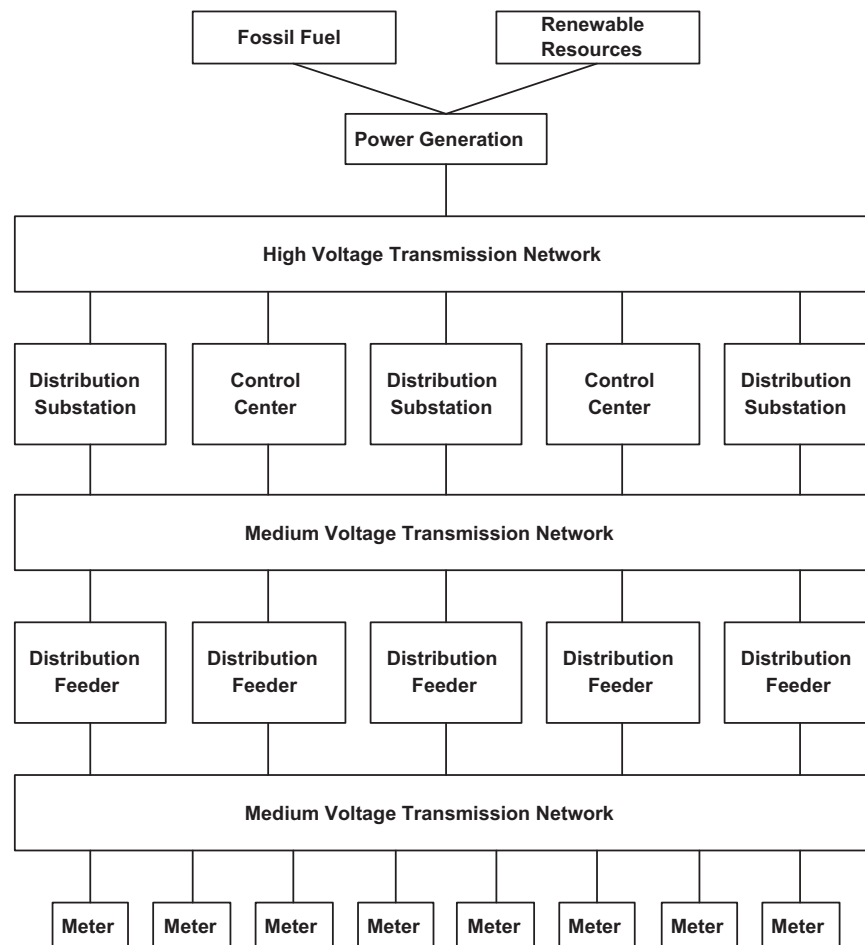 Fossil Fuel
Renewable
Resources
Power Generation
High Voltage Transmission Network
Distribution
Substation
Control
Center
Distribution
Substation
Control
Center
Distribution
Substation
Medium Voltage Transmission Network
Distribution
Feeder
Distribution
Feeder
Distribution
Feeder
Distribution
Feeder
Distribution
Feeder
Medium Voltage Transmission Network
Meter
Meter
Meter
Meter
Meter
Meter
Meter
Meter